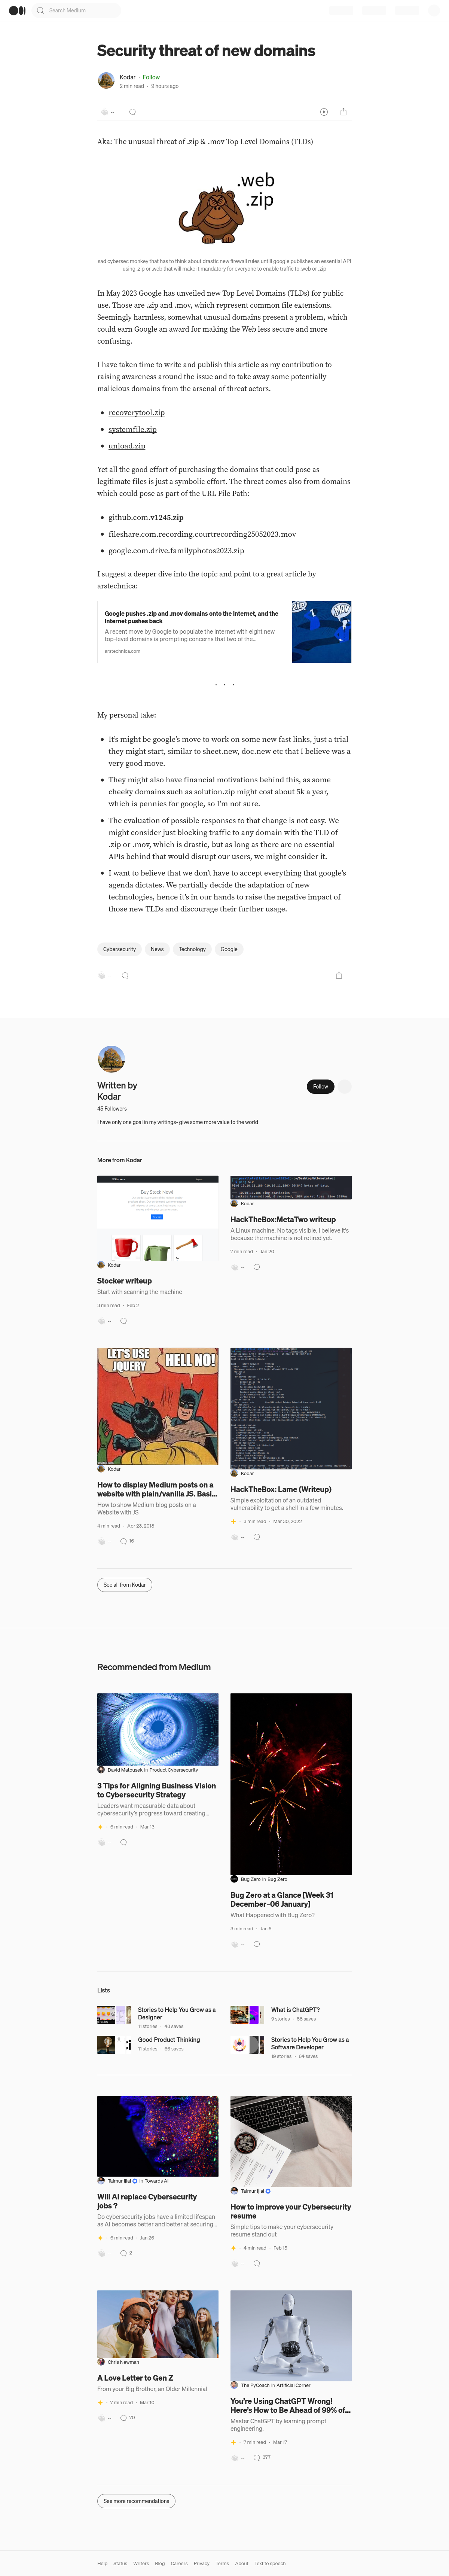 Search Medium
Security threat of new domains
Kodar · Follow
2 min read · 9 hours ago
Aka: The unusual threat of .zip & .mov Top Level Domains (TLDs)
.web
.zip
sad cybersec monkey that has to think about drastic new firewall rules untill google publishes an essential API
using .zip or .web that will make it mandatory for everyone to enable traffic to .web or .zip
In May 2023 Google has unveiled new Top Level Domains (TLDs) for public
use. Those are .zip and .mov, which represent common file extensions.
Seemingly harmless, somewhat unusual domains present a problem, which
could earn Google an award for making the Web less secure and more
confusing.
I have taken time to write and publish this article as my contribution to
raising awareness around the issue and to take away some potentially
malicious domains from the arsenal of threat actors.
recoverytool.zip
systemfile.zip
unload.zip
Yet all the good effort of purchasing the domains that could pose as
legitimate files is just a symbolic effort. The threat comes also from domains
which could pose as part of the URL File Path:
github.com.v1245.zip
fileshare.com.recording.courtrecording25052023.mov
google.com.drive.familyphotos2023.zip
I suggest a deeper dive into the topic and point to a great article by
arstechnica:
Google pushes .zip and .mov domains onto the Internet, and the
Internet pushes back
A recent move by Google to populate the Internet with eight new
top-level domains is prompting concerns that two of the...
arstechnica.com
My personal take:
It's might be google's move to work on some new fast links, just a trial
they might start, similar to sheet.new, doc.new etc that I believe was a
very good move.
They might also have financial motivations behind this, as some
cheeky domains such as solution.zip might cost about 5k a year,
which is pennies for google, so I'm not sure.
The evaluation of possible responses to that change is not easy. We
might consider just blocking traffic to any domain with the TLD of
.zip or .mov, which is drastic, but as long as there are no essential
APIs behind that would disrupt our users, we might consider it.
I want to believe that we don't have to accept everything that google's
agenda dictates. We partially decide the adaptation of new
technologies, hence it's in our hands to raise the negative impact of
those new TLDs and discourage their further usage.
Cybersecurity News Technology Google
Written by
Kodar
Follow
45 Followers
I have only one goal in my writings- give some more value to the world
More from Kodar
Buy Stock Now!
Kodar
Stocker writeup
Start with scanning the machine
3 min read · Feb 2
Kodar
HackTheBox:MetaTwo writeup
A Linux machine. No tags visible, I believe it's
because the machine is not retired yet.
7 min read · Jan 20
LET'S USE
JQUERY
HELL NO!
Kodar
How to display Medium posts on a
website with plain/vanilla JS. Basi...
How to show Medium blog posts on a
Website with JS
4 min read · Apr 23, 2018
Kodar
HackTheBox: Lame (Writeup)
Simple exploitation of an outdated
vulnerability to get a shell in a few minutes.
3 min read · Mar 30, 2022
See all from Kodar
Recommended from Medium
David Matousek in Product Cybersecurity
3 Tips for Aligning Business Vision
to Cybersecurity Strategy
Leaders want measurable data about
cybersecurity's progress toward creating...
6 min read · Mar 13
Bug Zero in Bug Zero
Bug Zero at a Glance [Week 31
December–06 January]
What Happened with Bug Zero?
3 min read · Jan 6
Lists
Stories to Help You Grow as a
Designer
11 stories · 43 saves
What is ChatGPT?
9 stories · 58 saves
Good Product Thinking
11 stories · 66 saves
Stories to Help You Grow as a
Software Developer
19 stories · 64 saves
Taimur Ijlal in Towards AI
Will AI replace Cybersecurity
jobs ?
Do cybersecurity jobs have a limited lifespan
as AI becomes better and better at securing...
6 min read · Jan 26
2
Taimur Ijlal
How to improve your Cybersecurity
resume
Simple tips to make your cybersecurity
resume stand out
4 min read · Feb 15
Chris Newman
A Love Letter to Gen Z
From your Big Brother, an Older Millennial
7 min read · Mar 10
70
The PyCoach in Artificial Corner
You're Using ChatGPT Wrong!
Here's How to Be Ahead of 99% of...
Master ChatGPT by learning prompt
engineering.
7 min read · Mar 17
377
See more recommendations
Help Status Writers Blog Careers Privacy Terms About Text to speech